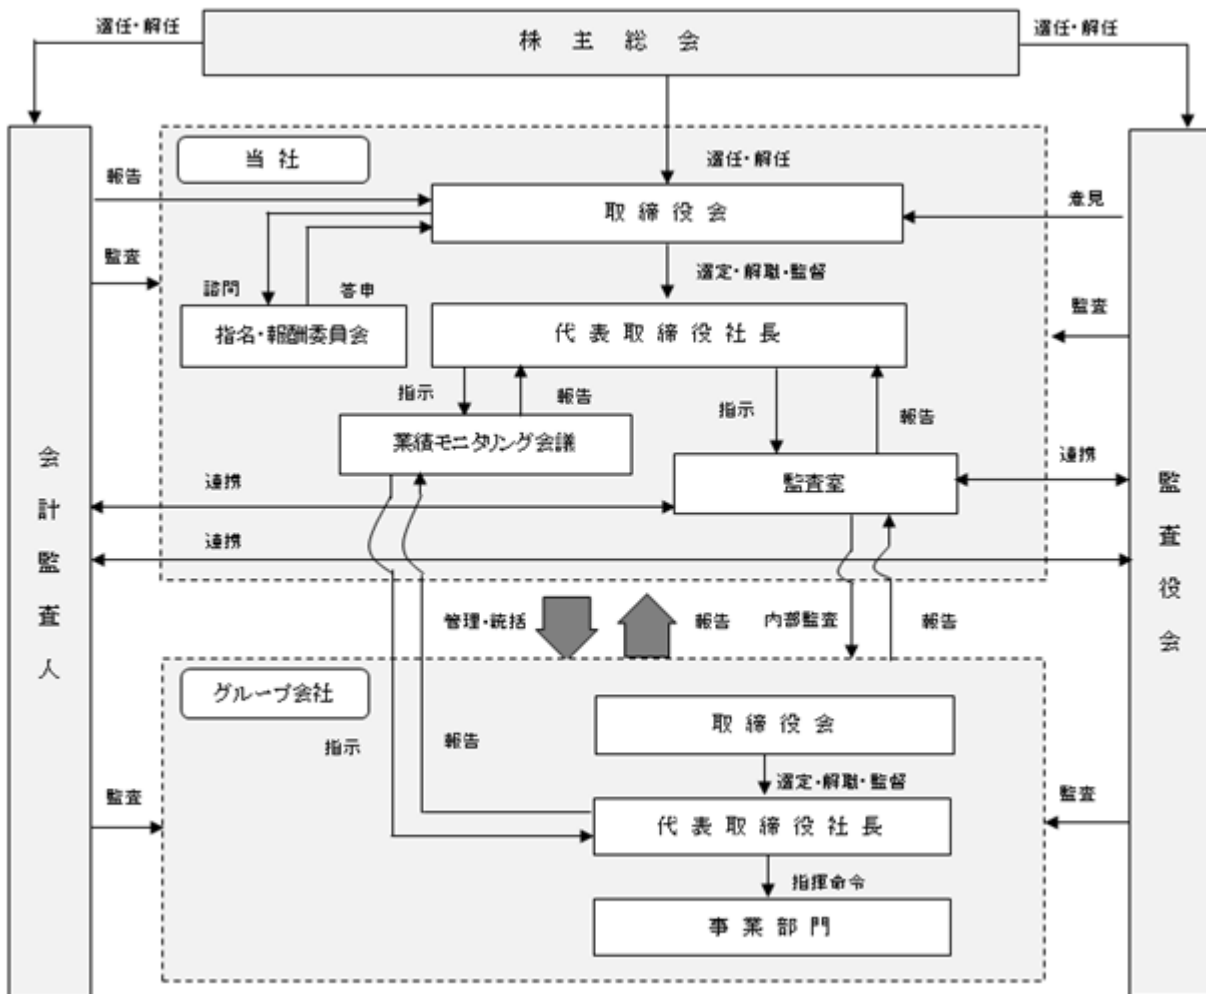 選任・解任
株主総会
選任・解任
当社
選任・解任
報告
取締役会
意見
監査
選定・解職・監督
諮問
答申
監査
指名・報酬委員会
代表取締役社長
指示
報告
指示
報告
業績モニタリング会議
連携
監査室
連携
連携
会計監査人
監査役会
管理・統括
報告
内部監査
報告
グループ会社
取締役会
指示
報告
選定・解職・監督
監査
監査
代表取締役社長
指揮命令
事業部門